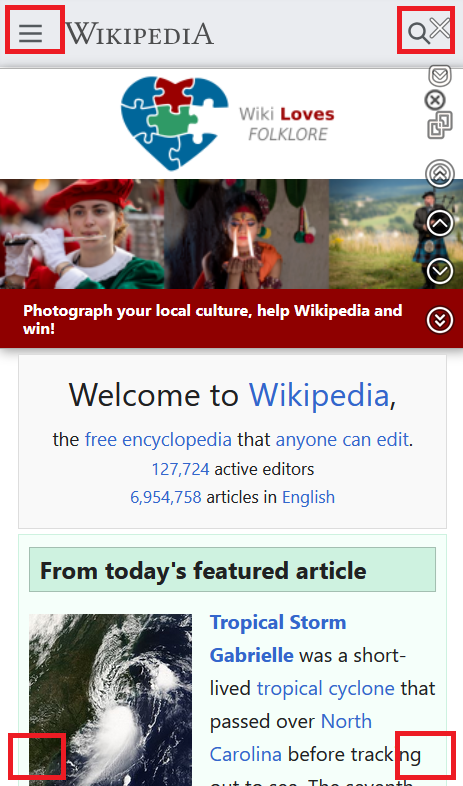 WIKIPEDIA
Wiki Loves
FOLKLORE
Photograph your local culture, help Wikipedia and
win!
Welcome to Wikipedia,
the free encyclopedia that anyone can edit.
127,724 active editors
6,954,758 articles in English
From today's featured article
Tropical Storm
Gabrielle was a short-
lived tropical cyclone that
passed over North
Carolina before tracking
out to sea. The seventh